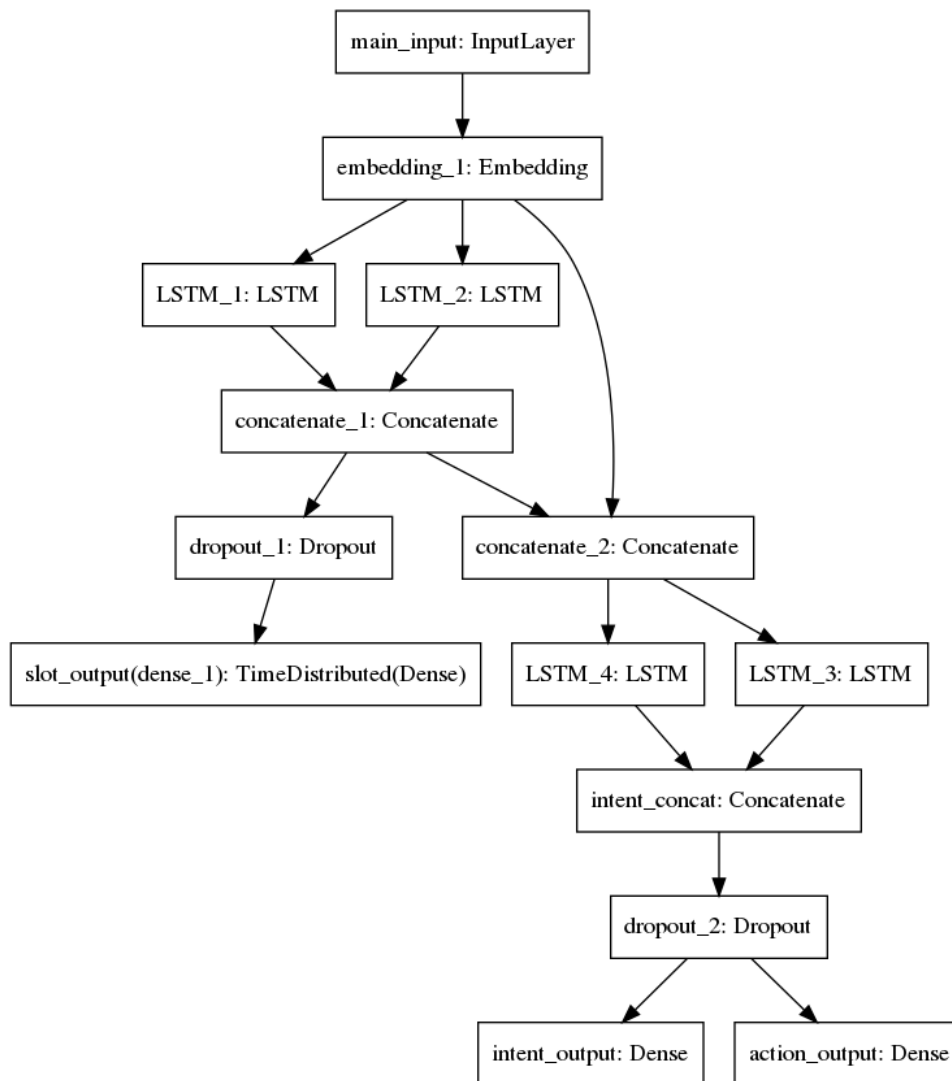 main_input: InputLayer
embedding_1: Embedding
LSTM_1: LSTM
LSTM_2: LSTM
concatenate_1: Concatenate
dropout_1: Dropout
concatenate_2: Concatenate
slot_output(dense_1): TimeDistributed(Dense)
LSTM_4: LSTM
LSTM_3: LSTM
intent_concat: Concatenate
dropout_2: Dropout
intent_output: Dense
action_output: Dense